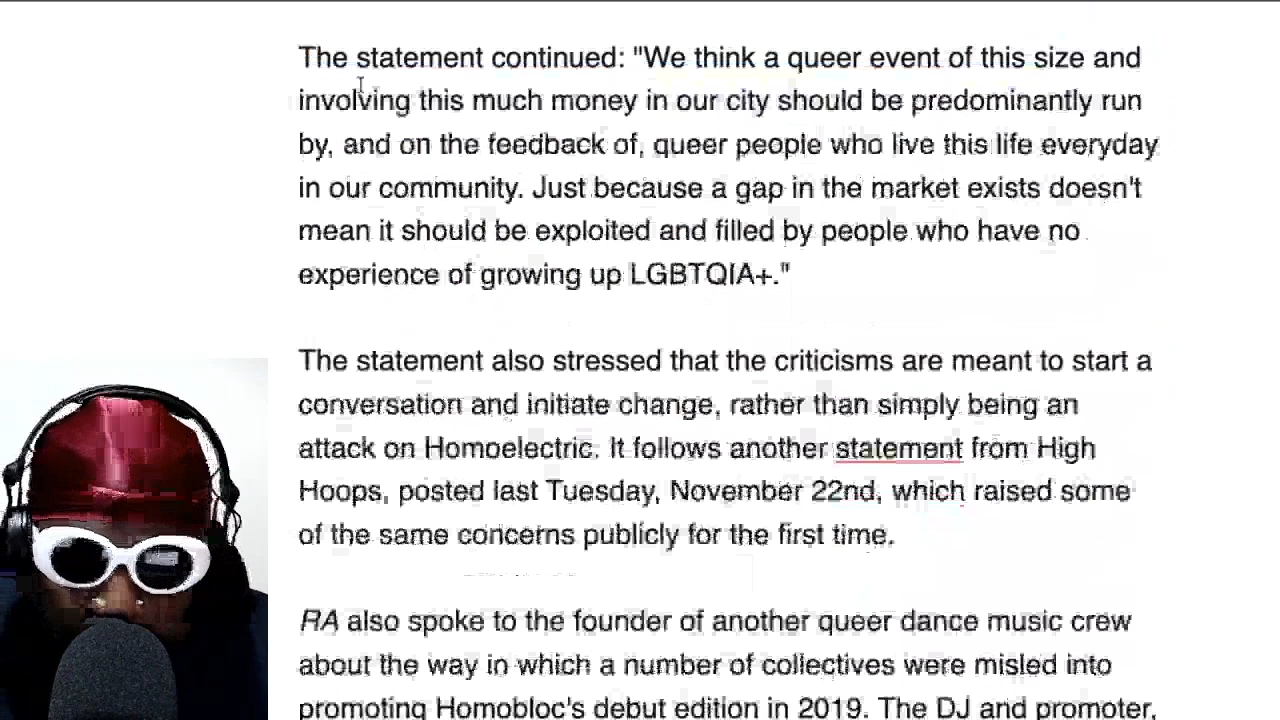 The statement continued: "We think a queer event of this size and
involving this much money in our city should be predominantly run
by, and on the feedback of, queer people who live this life everyday
in our community. Just because a gap in the market exists doesn't
mean it should be exploited and filled by people who have no
experience of growing up LGBTQIA+."
The statement also stressed that the criticisms are meant to start a
conversation and initiate change, rather than simply being an
attack on Homoelectric. It follows another statement from High
Hoops, posted last Tuesday, November 22nd, which raised some
of the same concerns publicly for the first time.
RA also spoke to the founder of another queer dance music crew
about the way in which a number of collectives were misled into
promoting Homobloc's debut edition in 2019. The DJ and promoter,